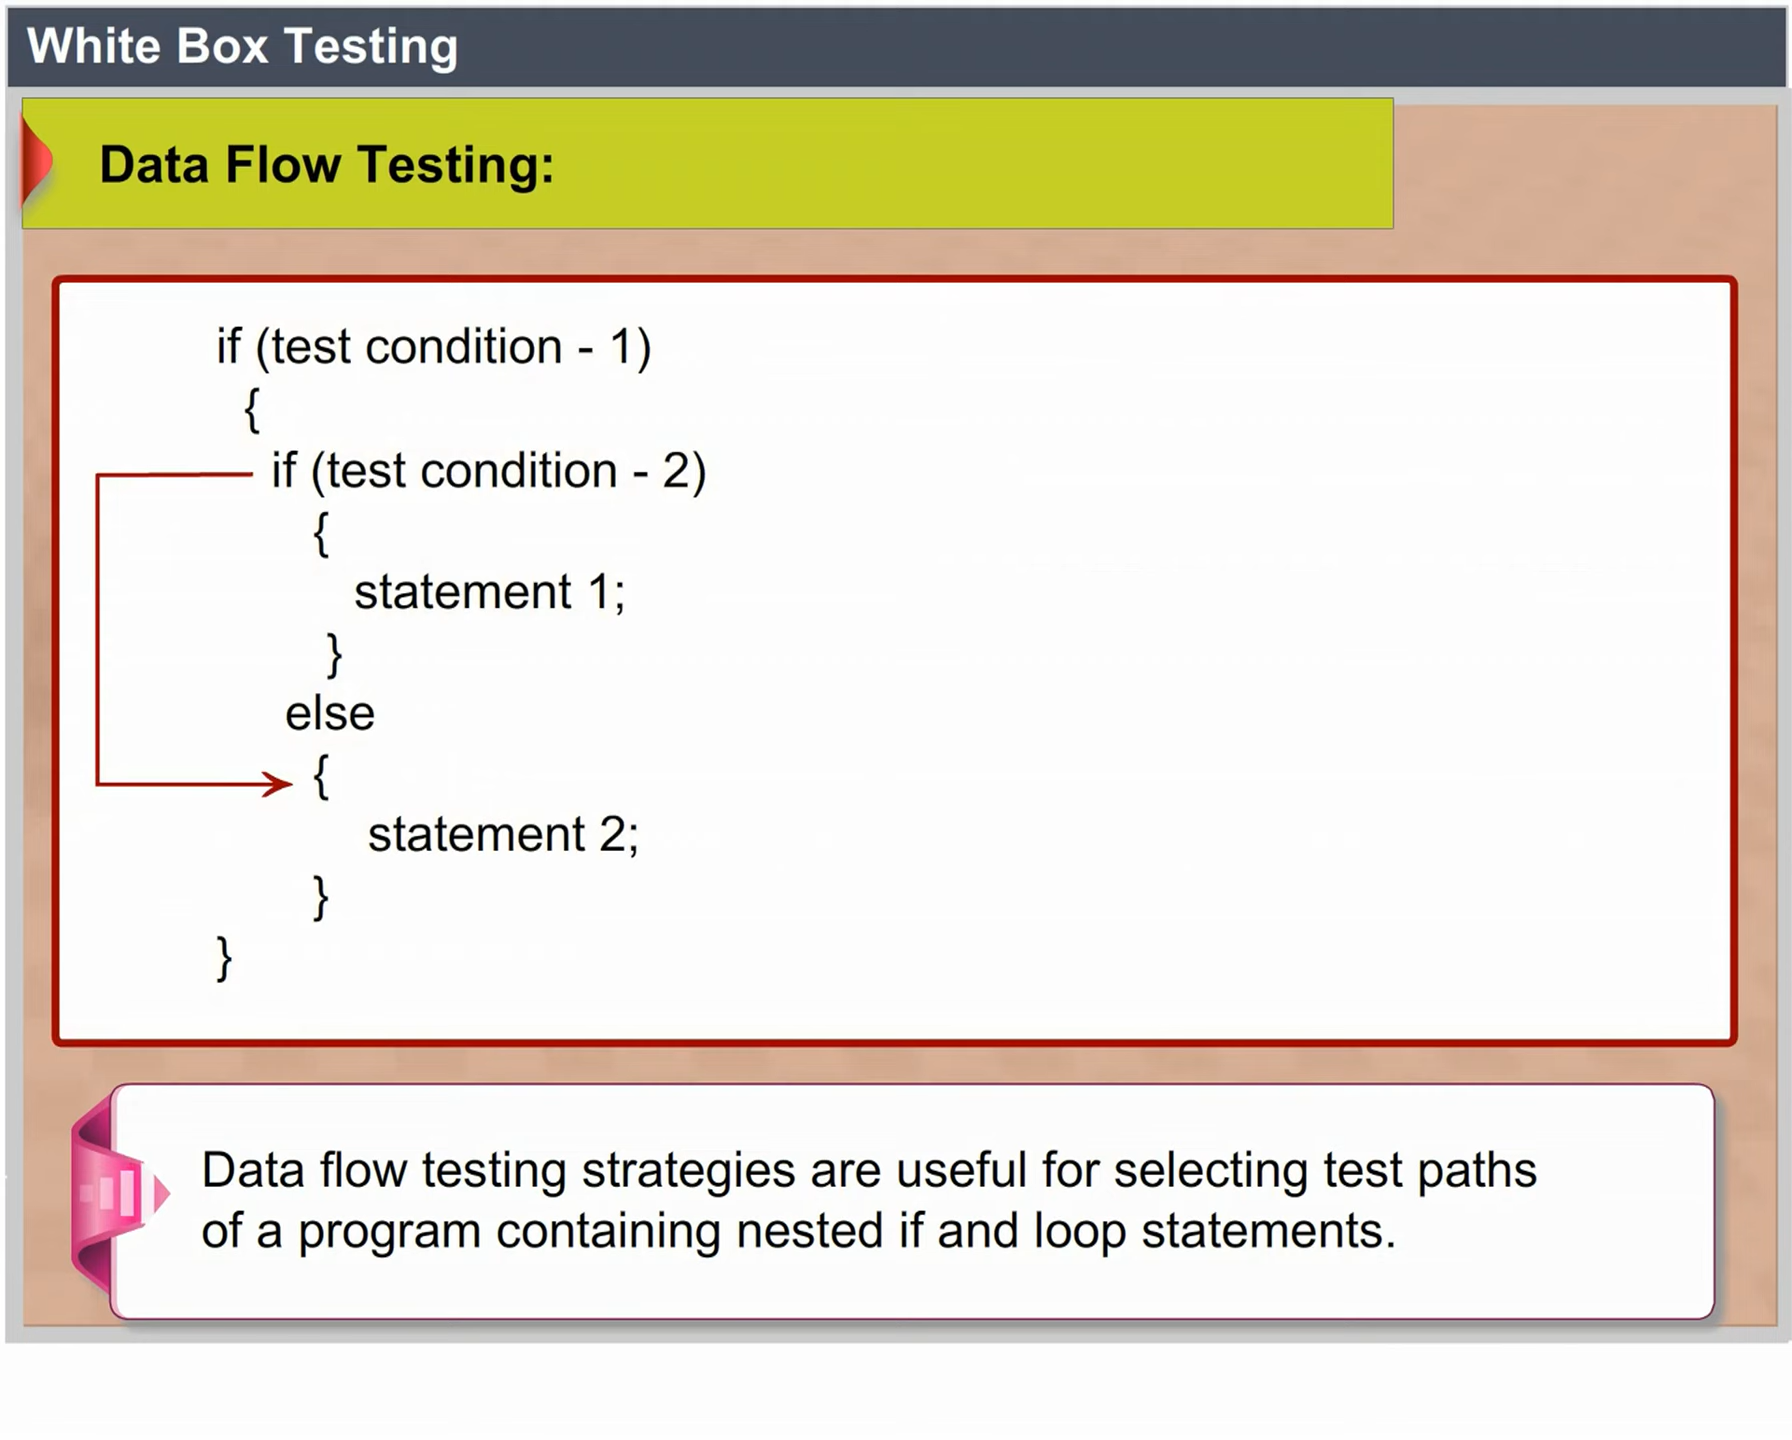 White Box Testing
Data Flow Testing:
if (test condition - 1)
{
if (test condition - 2)
{
statement 1;
}
else
{
statement 2;
}
}
Data flow testing strategies are useful for selecting test paths
of a program containing nested if and loop statements.